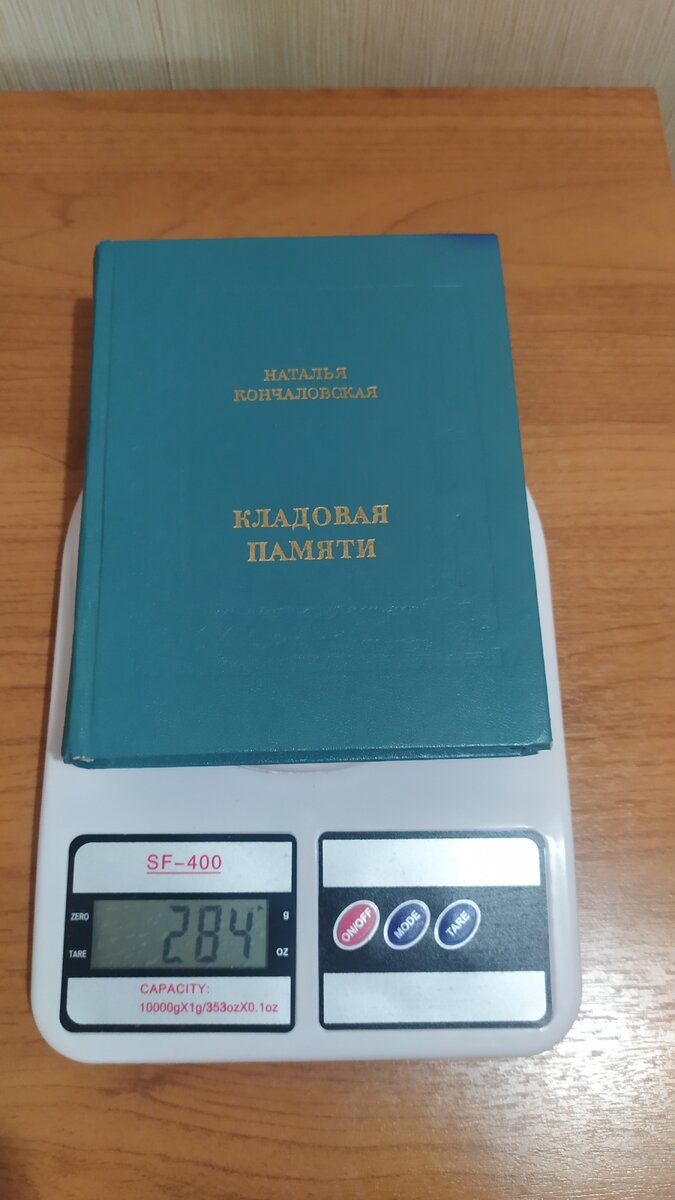 НАТАЛЬЯ
КОНЧАЛОВСКАЯ
КЛАДОВАЯ
ПАМЯТИ
SF-400
ZERO
TARE
284
g
oz
CAPACITY:
10000gX1g/353ozX0.1oz
ON/OFF
MODE
TARE